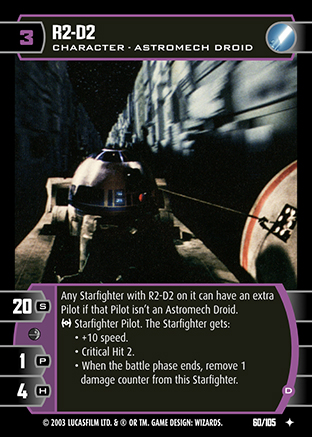 3
R2-D2
CHARACTER · ASTROMECH DROID
20 S
1 P
4 H
Any Starfighter with R2-D2 on it can have an extra
Pilot if that Pilot isn't an Astromech Droid.
Starfighter Pilot. The Starfighter gets:
• +10 speed.
• Critical Hit 2.
• When the battle phase ends, remove 1
damage counter from this Starfighter.
D
© 2003 LUCASFILM LTD. & ® OR TM. GAME DESIGN: WIZARDS.
60/105